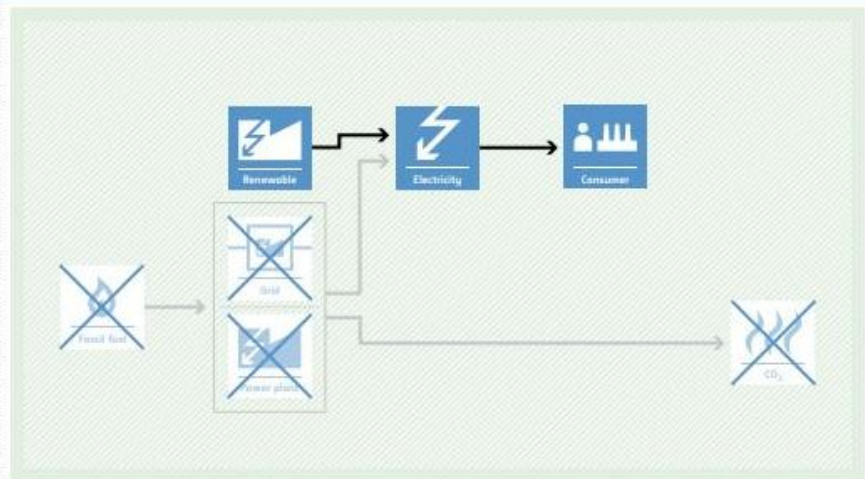 Renewable
Electricity
Consumer
Grid
Fossil fuel
Power plant
CO₂